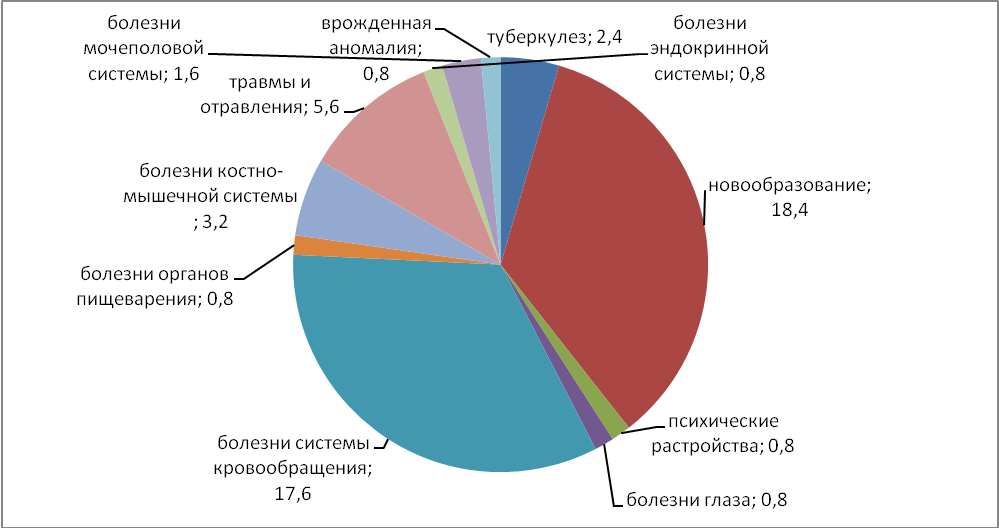 болезни
мочеполовой
системы; 1,6
врожденная
аномалия;
0,8
туберкулез; 2,4
болезни
эндокринной
системы; 0,8
травмы и
отравления; 5,6
болезни костно-
мышечной системы
; 3,2
новообразование;
18,4
болезни органов
пищеварения; 0,8
психические
растройства; 0,8
болезни системы
кровообращения;
17,6
болезни глаза; 0,8